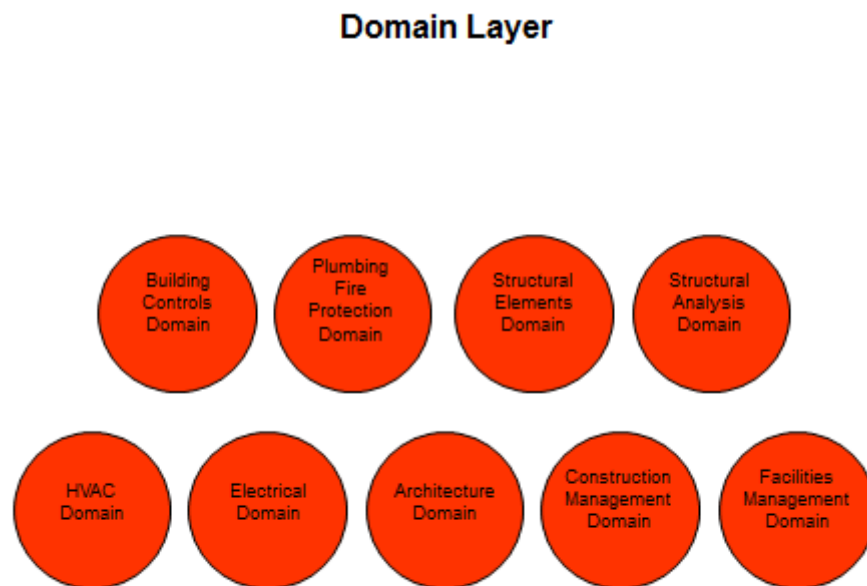 Domain Layer
Building
Controls
Domain
Plumbing
Fire
Protection
Domain
Structural
Elements
Domain
Structural
Analysis
Domain
HVAC
Domain
Electrical
Domain
Architecture
Domain
Construction
Management
Domain
Facilities
Management
Domain